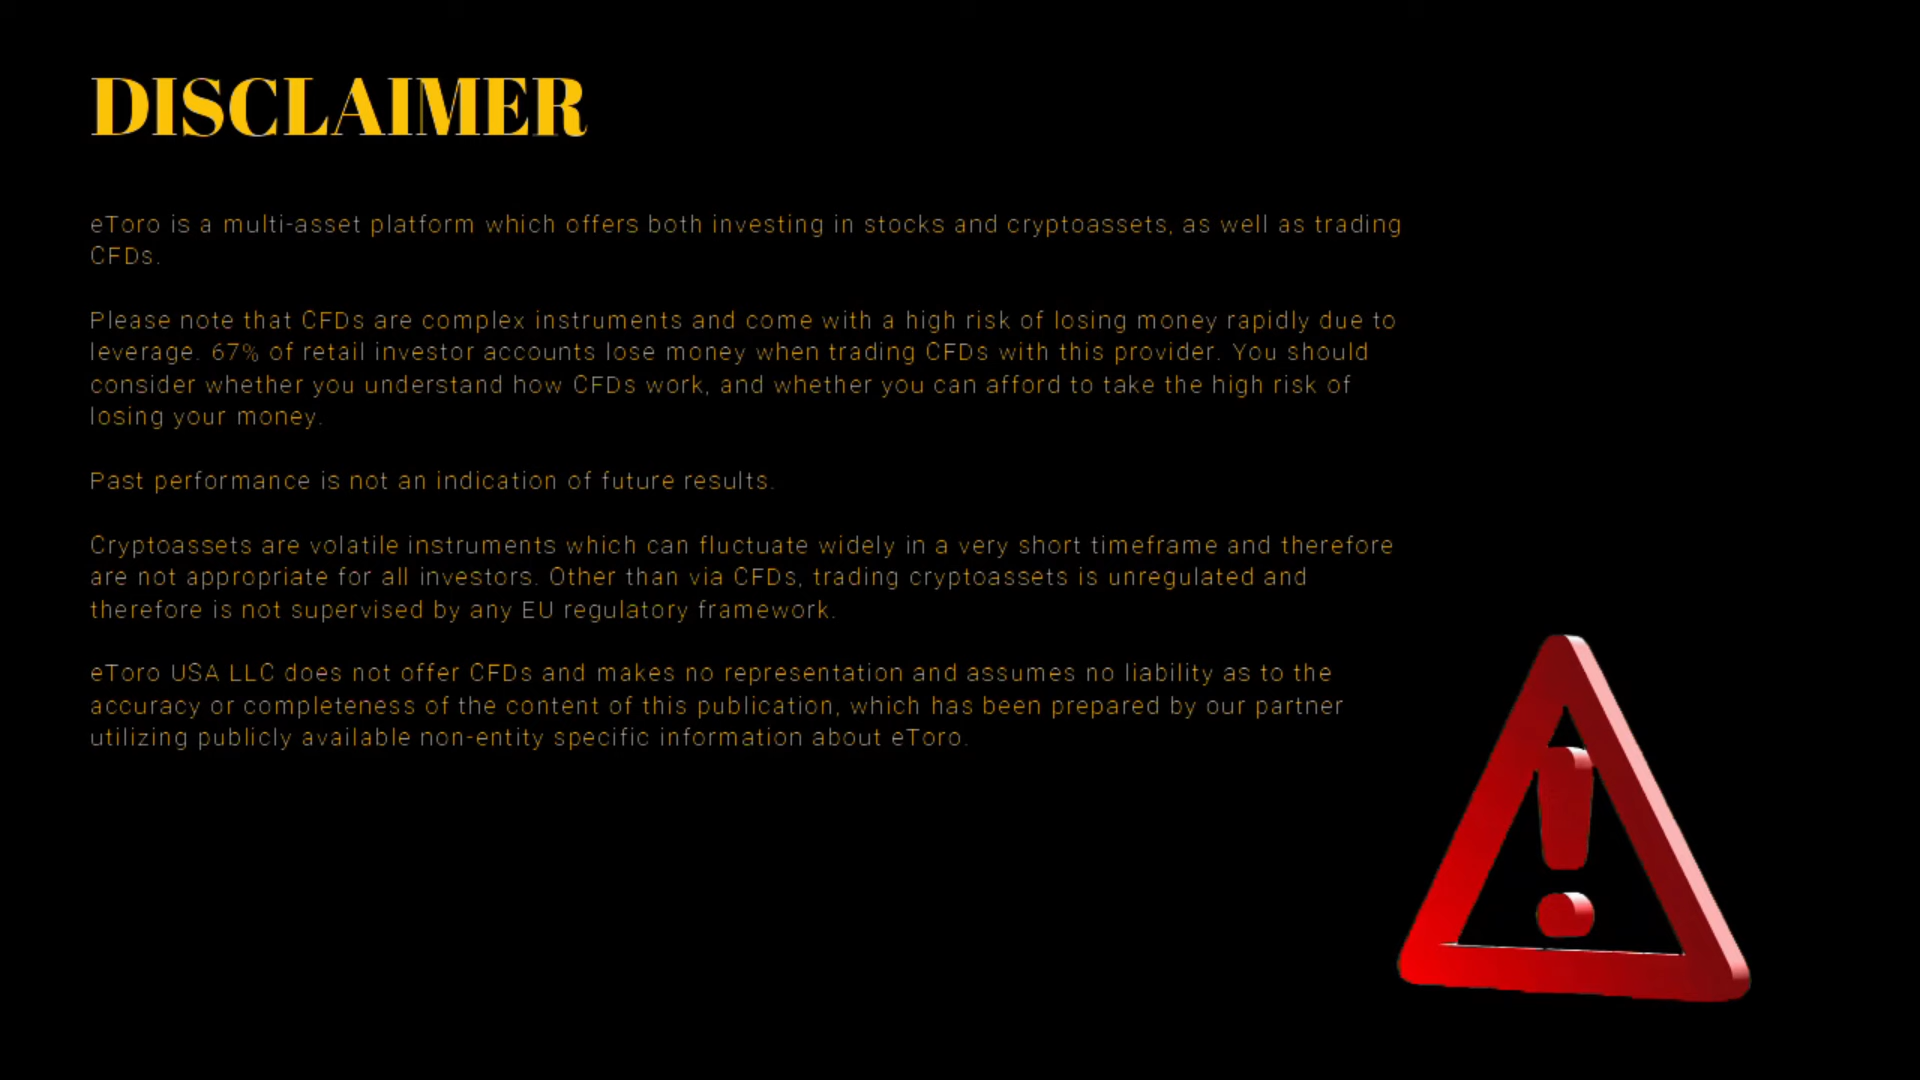 DISCLAIMER
eToro is a multi-asset platform which offers both investing in stocks and cryptoassets, as well as trading
CFDs.
Please note that CFDs are complex instruments and come with a high risk of losing money rapidly due to
leverage. 67% of retail investor accounts lose money when trading CFDs with this provider. You should
consider whether you understand how CFDs work, and whether you can afford to take the high risk of
losing your money.
Past performance is not an indication of future results.
Cryptoassets are volatile instruments which can fluctuate widely in a very short timeframe and therefore
are not appropriate for all investors. Other than via CFDs, trading cryptoassets is unregulated and
therefore is not supervised by any EU regulatory framework.
eToro USA LLC does not offer CFDs and makes no representation and assumes no liability as to the
accuracy or completeness of the content of this publication, which has been prepared by our partner
utilizing publicly available non-entity specific information about eToro.